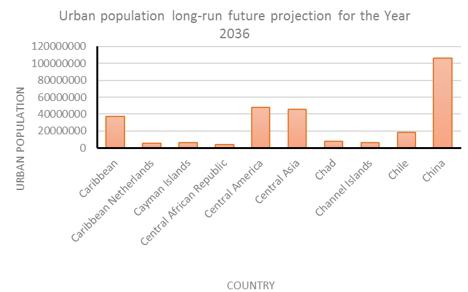 Urban population long-run future projection for the Year
2036
120000000
100000000
80000000
60000000
40000000
20000000
0
URBAN POPULATION
Caribbean
Caribbean Netherlands
Cayman Islands
Central African Republic
Central America
Central Asia
Chad
Channel Islands
Chile
China
COUNTRY